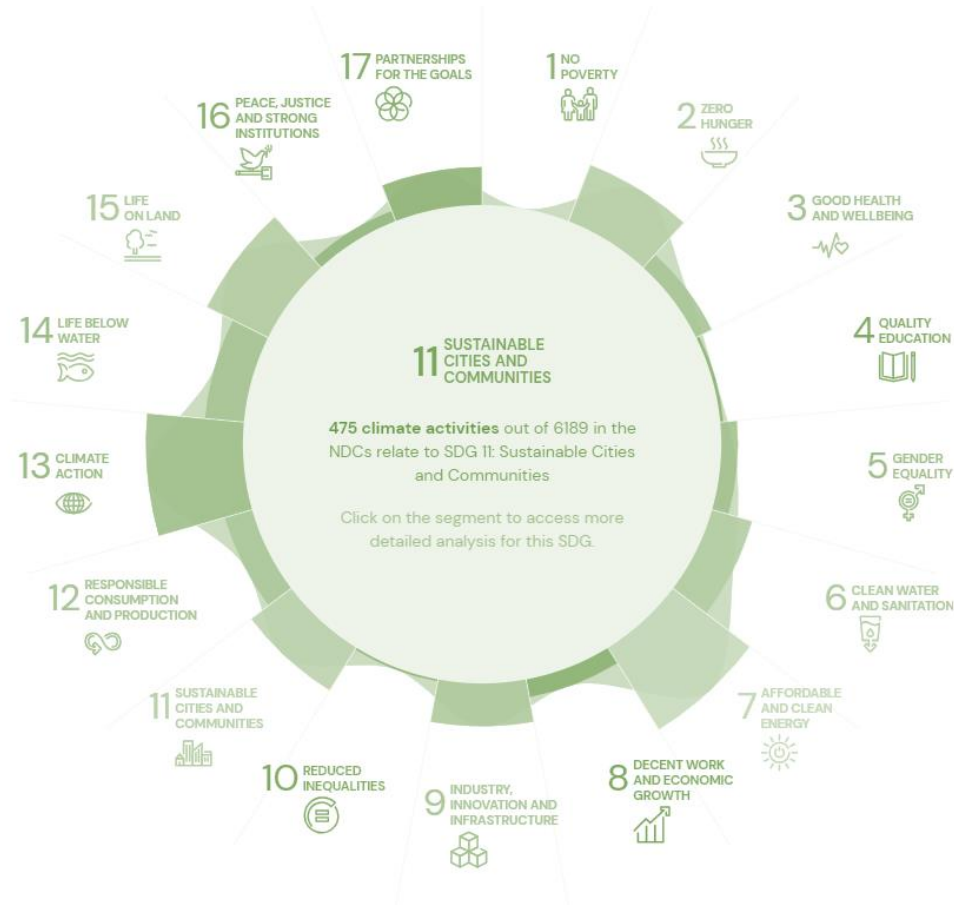 17 PARTNERSHIPS
FOR THE GOALS
1 NO
POVERTY
16 PEACE, JUSTICE
AND STRONG
INSTITUTIONS
2 ZERO
HUNGER
15 LIFE
ON LAND
3 GOOD HEALTH
AND WELLBEING
14 LIFE BELOW
WATER
4 QUALITY
EDUCATION
11 SUSTAINABLE
CITIES AND
COMMUNITIES
475 climate activities out of 6189 in the
NDCs relate to SDG 11: Sustainable Cities
and Communities
Click on the segment to access more
detailed analysis for this SDG.
13 CLIMATE
ACTION
5 GENDER
EQUALITY
12 RESPONSIBLE
CONSUMPTION
AND PRODUCTION
6 CLEAN WATER
AND SANITATION
11 SUSTAINABLE
CITIES AND
COMMUNITIES
7 AFFORDABLE
AND CLEAN
ENERGY
10 REDUCED
INEQUALITIES
9 INDUSTRY,
INNOVATION AND
INFRASTRUCTURE
8 DECENT WORK
AND ECONOMIC
GROWTH